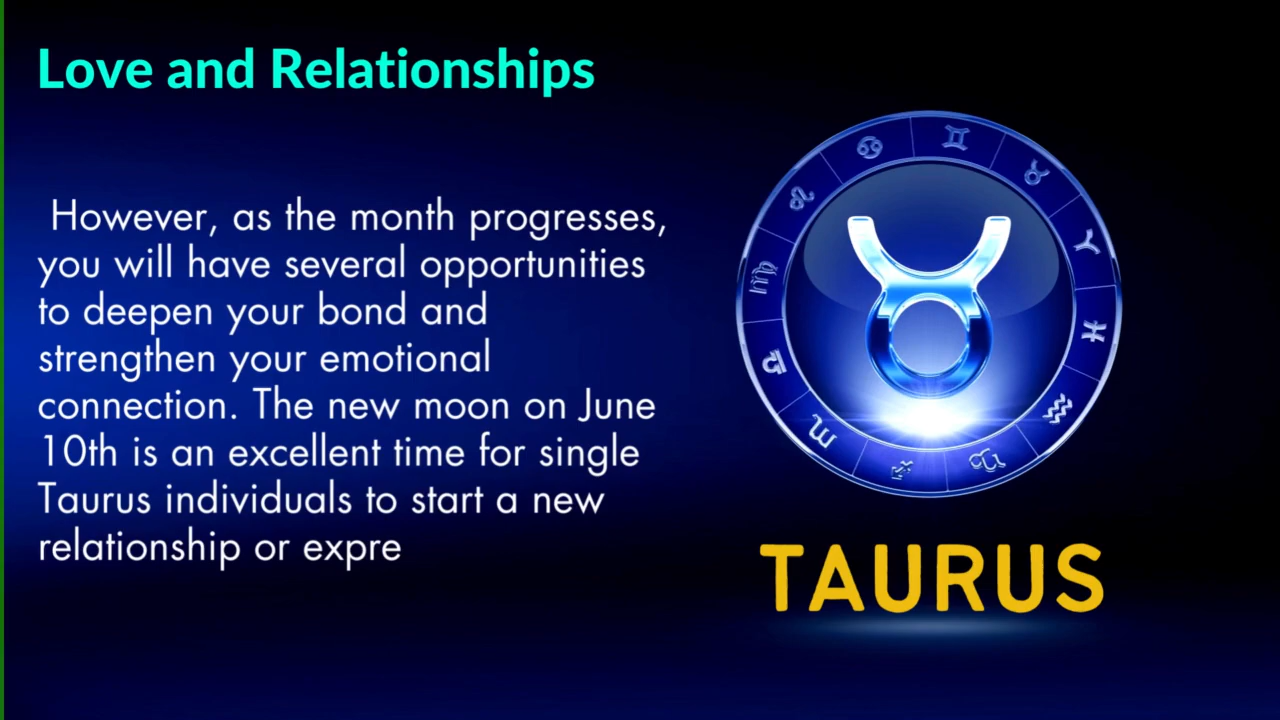 Love and Relationships
However, as the month progresses,
you will have several opportunities
to deepen your bond and
strengthen your emotional
connection. The new moon on June
10th is an excellent time for single
Taurus individuals to start a new
relationship or expre
TAURUS